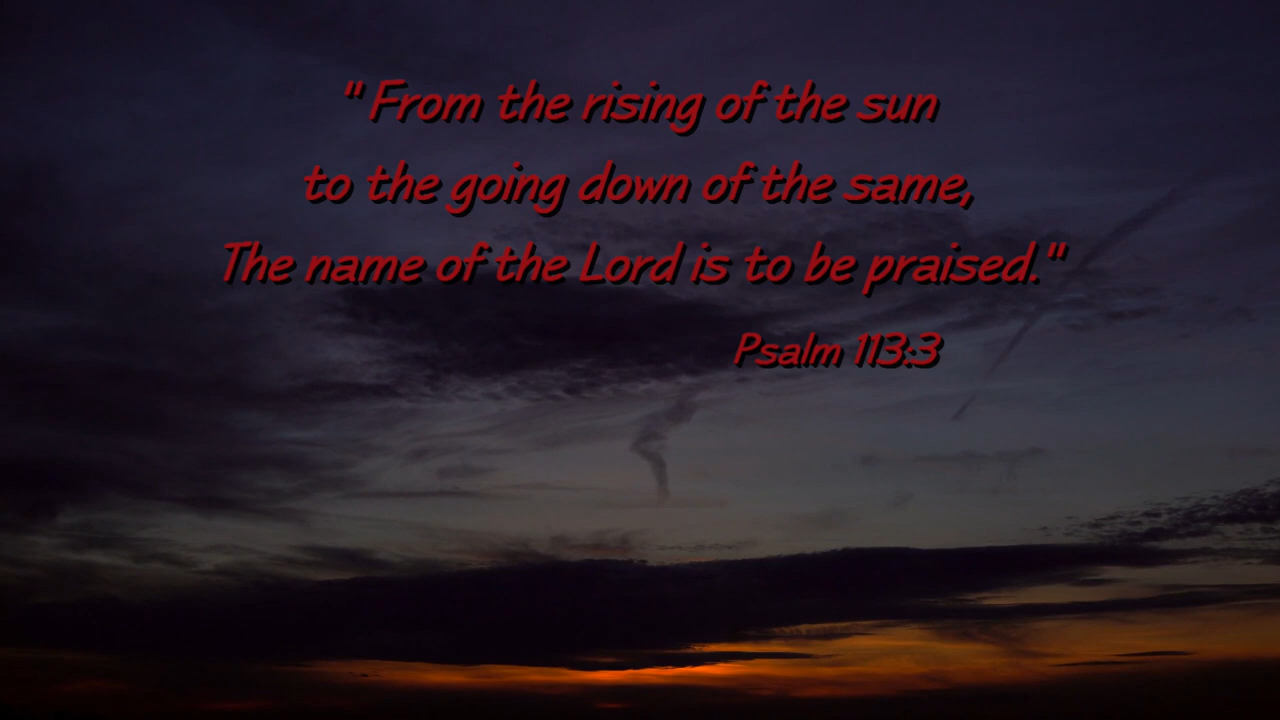 "From the rising of the sun
to the going down of the same,
The name of the Lord is to be praised."
Psalm 113:3